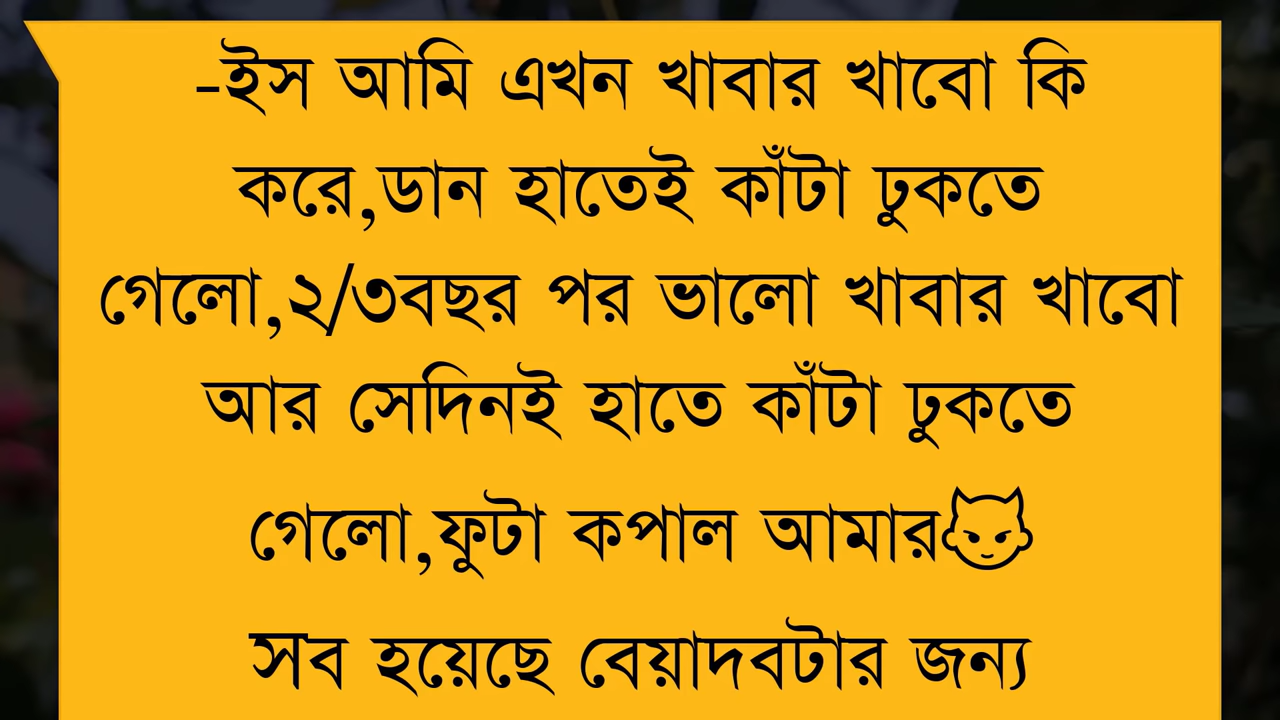 -ইস আমি এখন খাবার খাবো কি
করে,ডান হাতেই কাঁটা ঢুকতে
গেলো,২/৩বছর পর ভালো খাবার খাবো
আর সেদিনই হাতে কাঁটা ঢুকতে
গেলো,ফুটা কপাল আমার😈
সব হয়েছে বেয়াদবটার জন্য